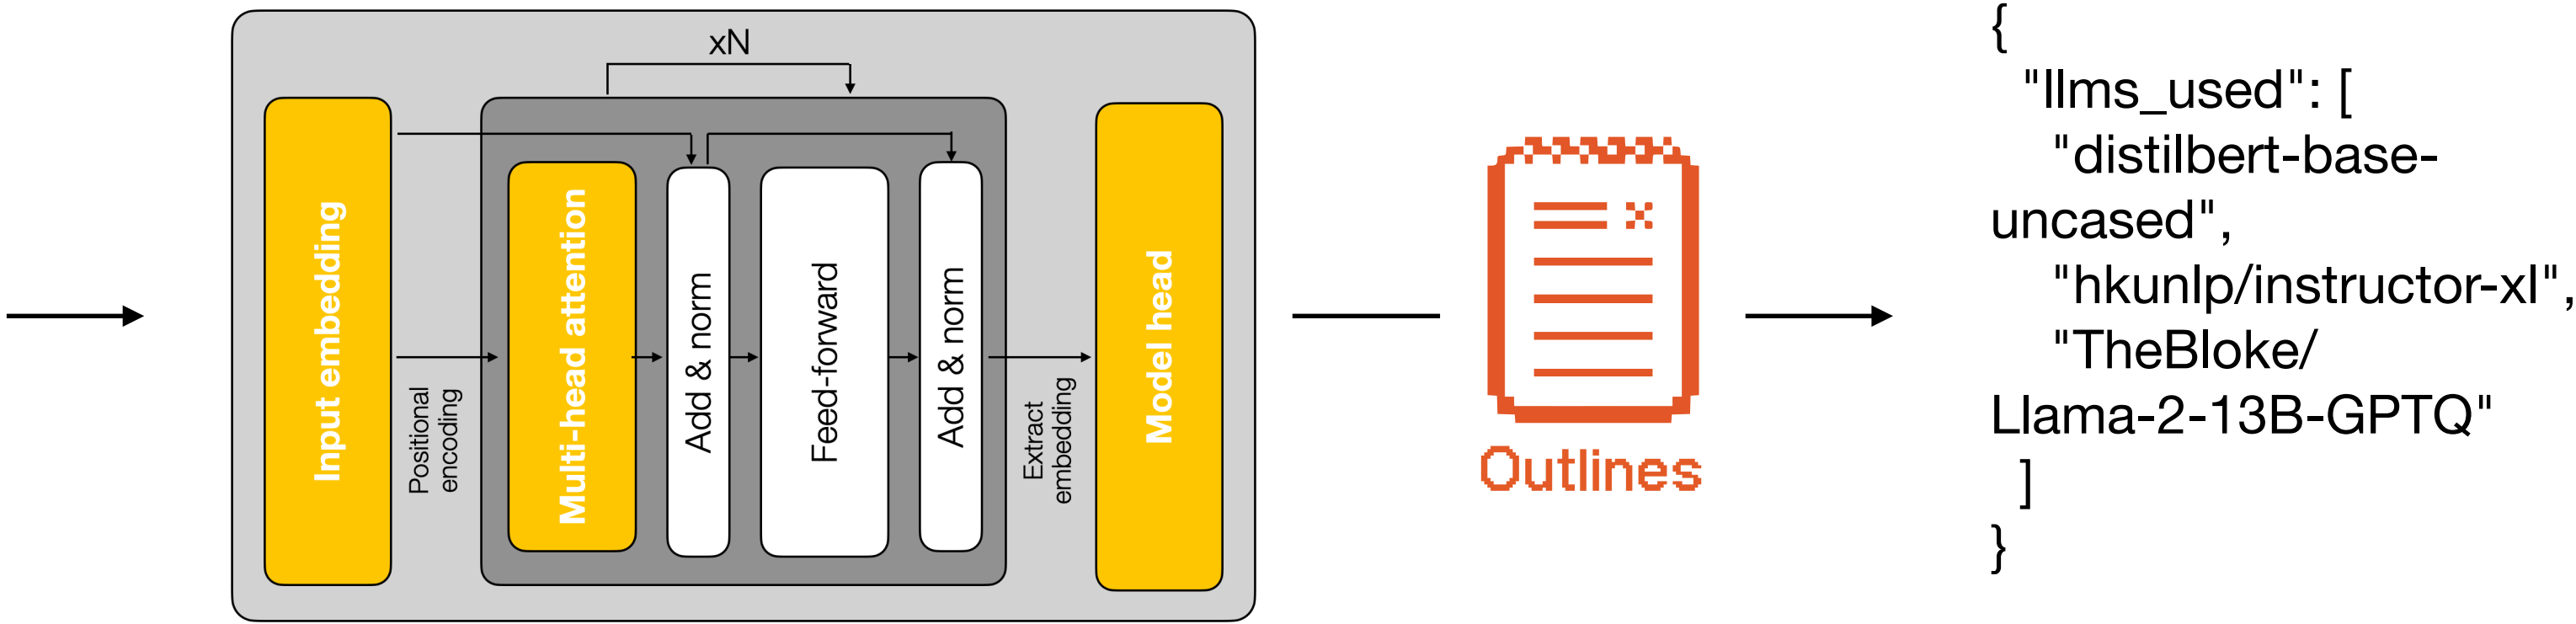 xN
Input embedding
Positional
encoding
Multi-head attention
Add & norm
Feed-forward
Add & norm
Extract
embedding
Model head
Outlines
{
"llms_used": [
"distilbert-base-
uncased",
"hkunlp/instructor-xl",
"TheBloke/
Llama-2-13B-GPTQ"
]
}